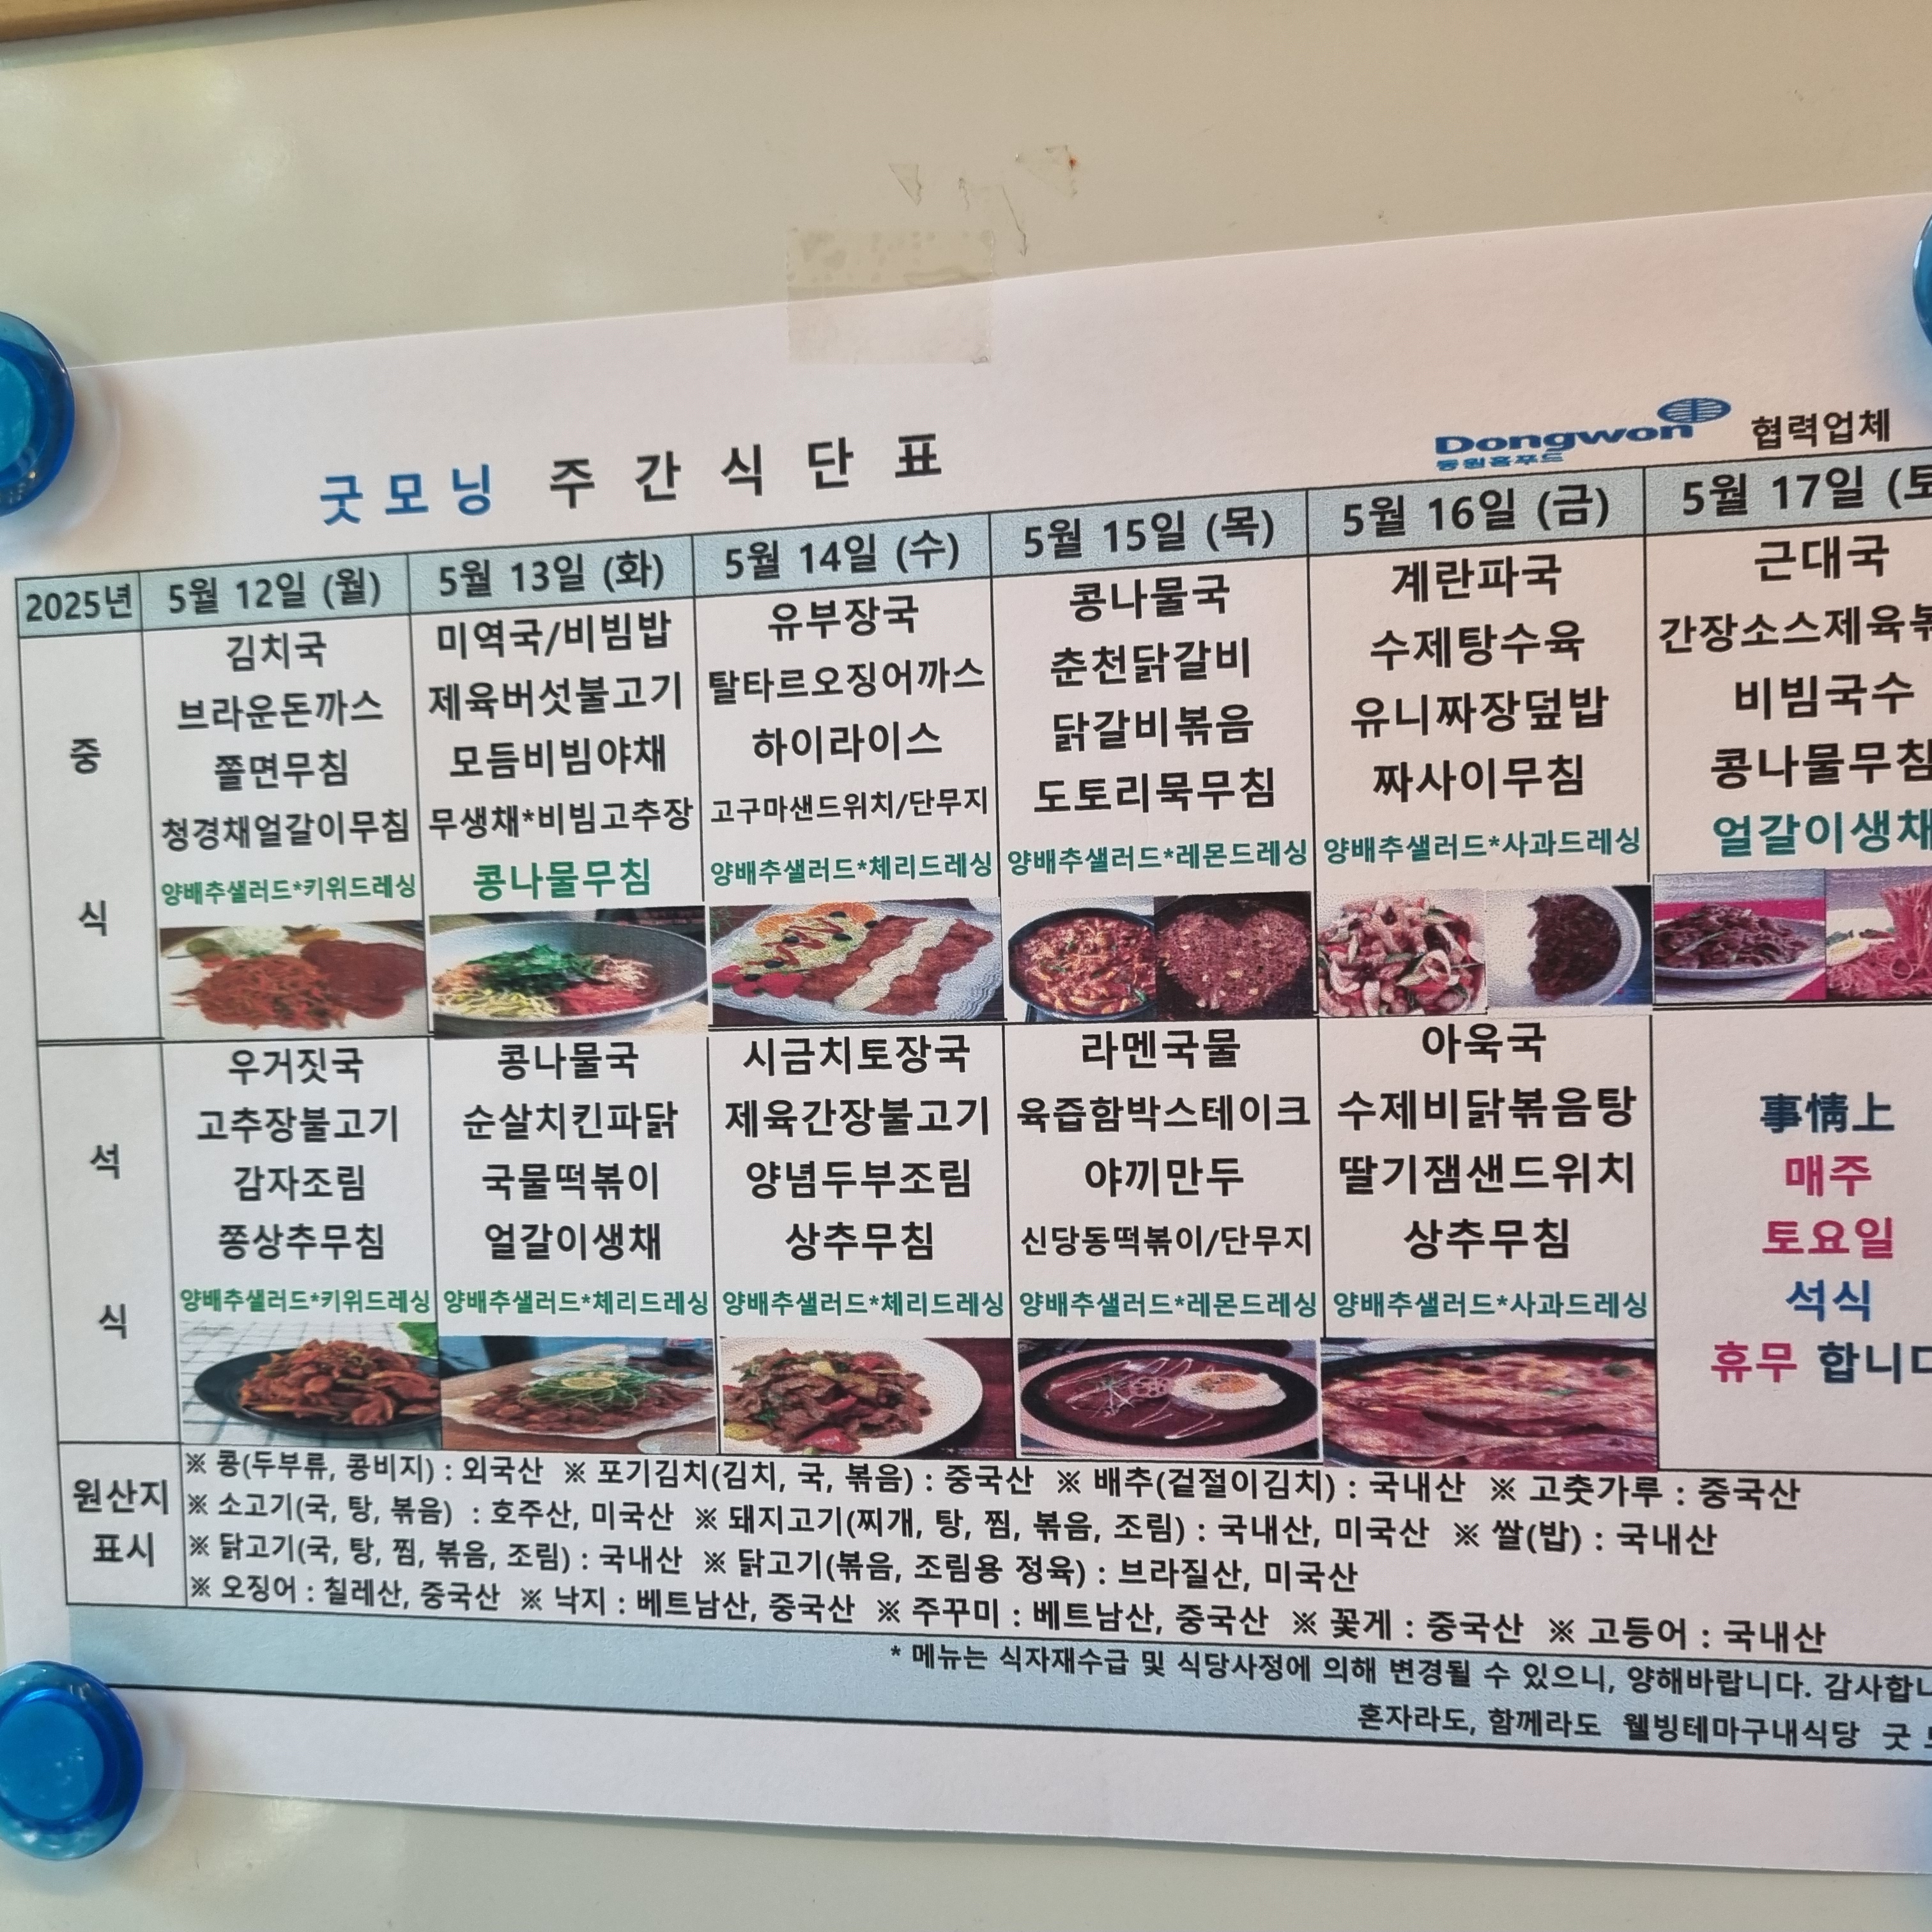 굿모닝 주간식단표
Dongwon 협력업체
동원홈푸드
2025년 5월 12일 (월) 5월 13일 (화) 5월 14일 (수) 5월 15일 (목) 5월 16일 (금) 5월 17일 (토
중식
김치국
브라운돈까스
쫄면무침
청경채얼갈이무침
양배추샐러드*키위드레싱
미역국/비빔밥
제육버섯불고기
모듬비빔야채
무생채*비빔고추장
콩나물무침
유부장국
탈타르오징어까스
하이라이스
고구마샌드위치/단무지
양배추샐러드*체리드레싱
콩나물국
춘천닭갈비
닭갈비볶음
도토리묵무침
양배추샐러드*레몬드레싱
계란파국
수제탕수육
유니짜장덮밥
짜사이무침
양배추샐러드*사과드레싱
근대국
간장소스제육볶
비빔국수
콩나물무침
얼갈이생채
석식
우거짓국
고추장불고기
감자조림
쫑상추무침
양배추샐러드*키위드레싱
콩나물국
순살치킨파닭
국물떡볶이
얼갈이생채
양배추샐러드*체리드레싱
시금치토장국
제육간장불고기
양념두부조림
상추무침
양배추샐러드*체리드레싱
라멘국물
육즙함박스테이크
야끼만두
신당동떡볶이/단무지
양배추샐러드*레몬드레싱
아욱국
수제비닭볶음탕
딸기잼샌드위치
상추무침
양배추샐러드*사과드레싱
事情上
매주
토요일
석식
휴무 합니다
원산지
표시
※ 콩(두부류, 콩비지) : 외국산 ※ 포기김치(김치, 국, 볶음) : 중국산 ※ 배추(겉절이김치) : 국내산 ※ 고춧가루 : 중국산
※ 소고기(국, 탕, 볶음) : 호주산, 미국산 ※ 돼지고기(찌개, 탕, 찜, 볶음, 조림) : 국내산, 미국산 ※ 쌀(밥) : 국내산
※ 닭고기(국, 탕, 찜, 볶음, 조림) : 국내산 ※ 닭고기(볶음, 조림용 정육) : 브라질산, 미국산
※ 오징어 : 칠레산, 중국산 ※ 낙지 : 베트남산, 중국산 ※ 주꾸미 : 베트남산, 중국산 ※ 꽃게 : 중국산 ※ 고등어 : 국내산
* 메뉴는 식자재수급 및 식당사정에 의해 변경될 수 있으니, 양해바랍니다. 감사합니
혼자라도, 함께라도 웰빙테마구내식당 굿